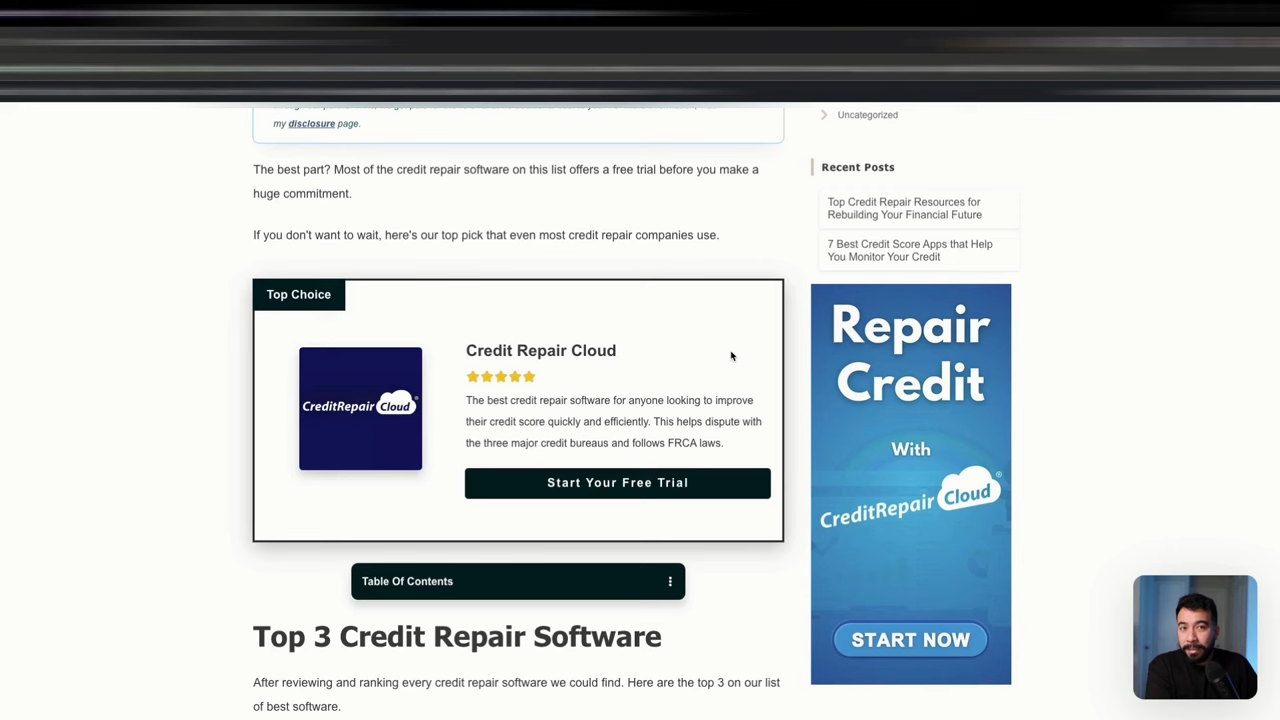 my disclosure page.
The best part? Most of the credit repair software on this list offers a free trial before you make a
huge commitment.
If you don't want to wait, here's our top pick that even most credit repair companies use.
Top Choice
CreditRepair Cloud®
Credit Repair Cloud
The best credit repair software for anyone looking to improve
their credit score quickly and efficiently. This helps dispute with
the three major credit bureaus and follows FRCA laws.
Start Your Free Trial
Table Of Contents
Top 3 Credit Repair Software
After reviewing and ranking every credit repair software we could find. Here are the top 3 on our list
of best software.
Uncategorized
Recent Posts
Top Credit Repair Resources for
Rebuilding Your Financial Future
7 Best Credit Score Apps that Help
You Monitor Your Credit
Repair
Credit
With
CreditRepair Cloud®
START NOW